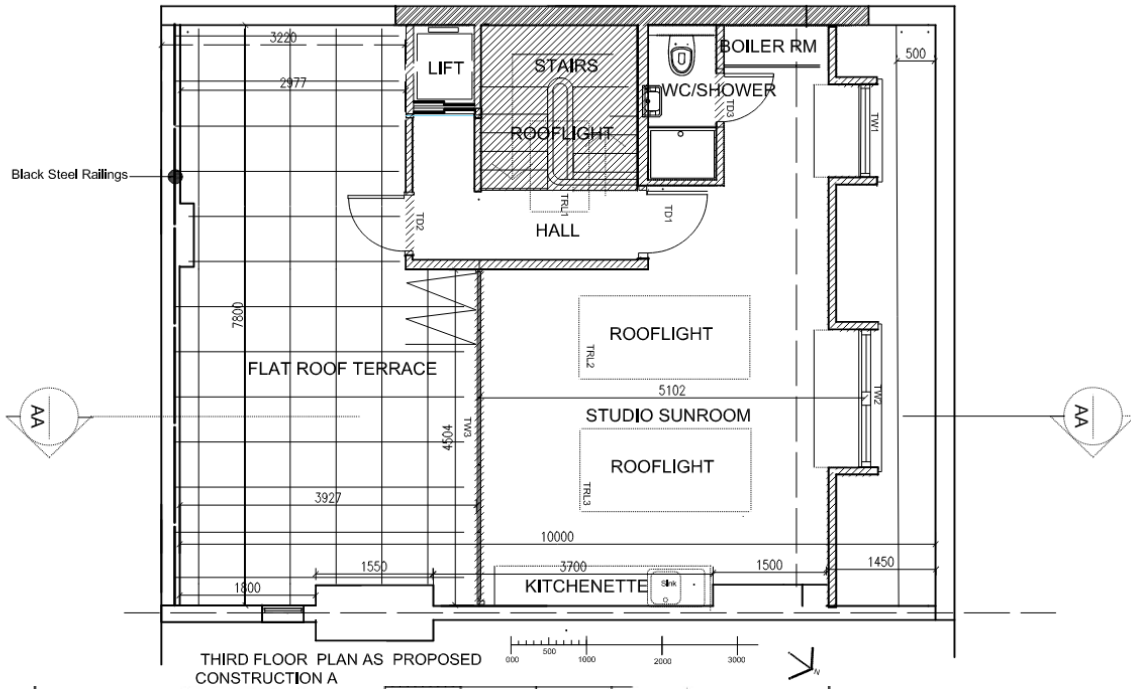 3220
LIFT
STAIRS
BOILER RM
500
2977
WC/SHOWER
TD3
TW1
ROOFLIGHT
Black Steel Railings
TRL1
TD2
TD1
HALL
7800
ROOFLIGHT
TRL2
FLAT ROOF TERRACE
5102
TW2
AA
AA
STUDIO SUNROOM
TW3
4504
ROOFLIGHT
TRL3
3927
10000
1550
3700
1500
1450
1800
KITCHENETTE
Sink
THIRD FLOOR PLAN AS PROPOSED
CONSTRUCTION A
000
500
1000
2000
3000
N